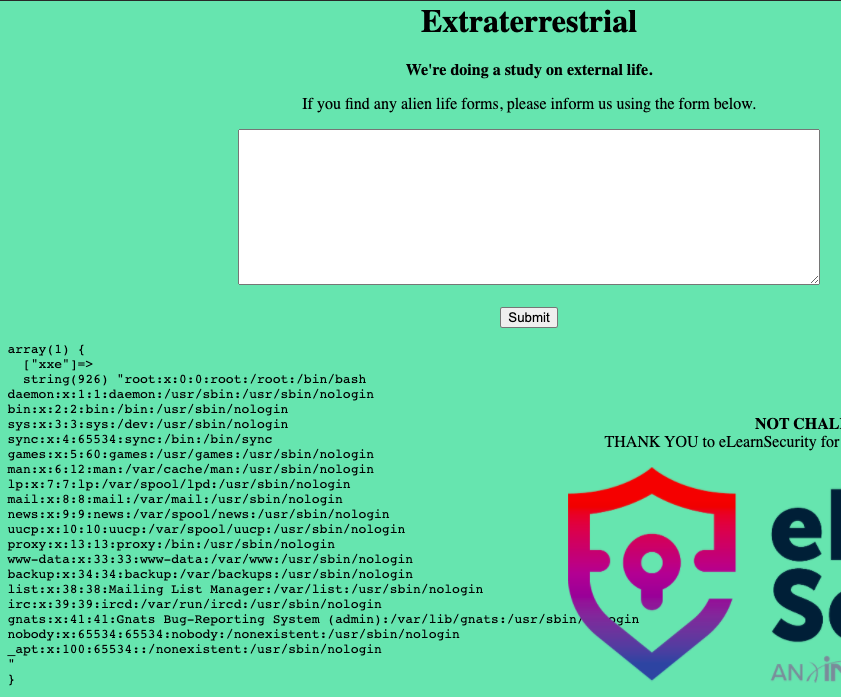 Extraterrestrial
We're doing a study on external life.
If you find any alien life forms, please inform us using the form below.
Submit
array(1) {
  ["xxe"]=>
  string(926) "root:x:0:0:root:/root:/bin/bash
daemon:x:1:1:daemon:/usr/sbin:/usr/sbin/nologin
bin:x:2:2:bin:/bin:/usr/sbin/nologin
sys:x:3:3:sys:/dev:/usr/sbin/nologin
sync:x:4:65534:sync:/bin:/bin/sync
games:x:5:60:games:/usr/games:/usr/sbin/nologin
man:x:6:12:man:/var/cache/man:/usr/sbin/nologin
lp:x:7:7:lp:/var/spool/lpd:/usr/sbin/nologin
mail:x:8:8:mail:/var/mail:/usr/sbin/nologin
news:x:9:9:news:/var/spool/news:/usr/sbin/nologin
uucp:x:10:10:uucp:/var/spool/uucp:/usr/sbin/nologin
proxy:x:13:13:proxy:/bin:/usr/sbin/nologin
www-data:x:33:33:www-data:/var/www:/usr/sbin/nologin
backup:x:34:34:backup:/var/backups:/usr/sbin/nologin
list:x:38:38:Mailing List Manager:/var/list:/usr/sbin/nologin
irc:x:39:39:ircd:/var/run/ircd:/usr/sbin/nologin
gnats:x:41:41:Gnats Bug-Reporting System (admin):/var/lib/gnats:/usr/sbin/nologin
nobody:x:65534:65534:nobody:/nonexistent:/usr/sbin/nologin
_apt:x:100:65534::/nonexistent:/usr/sbin/nologin
"
}
NOT CHAL
THANK YOU to eLearnSecurity for
e
S
AN